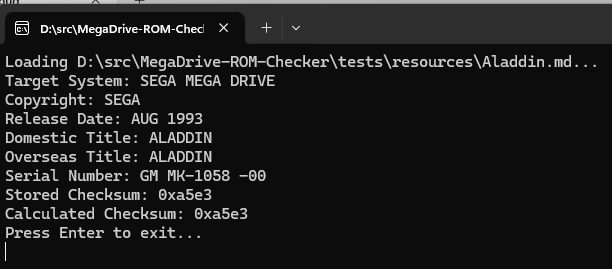 D:\src\MegaDrive-ROM-Chec
Loading D:\src\MegaDrive-ROM-Checker\tests\resources\Aladdin.md...
Target System: SEGA MEGA DRIVE
Copyright: SEGA
Release Date: AUG 1993
Domestic Title: ALADDIN
Overseas Title: ALADDIN
Serial Number: GM MK-1058 -00
Stored Checksum: 0xa5e3
Calculated Checksum: 0xa5e3
Press Enter to exit...